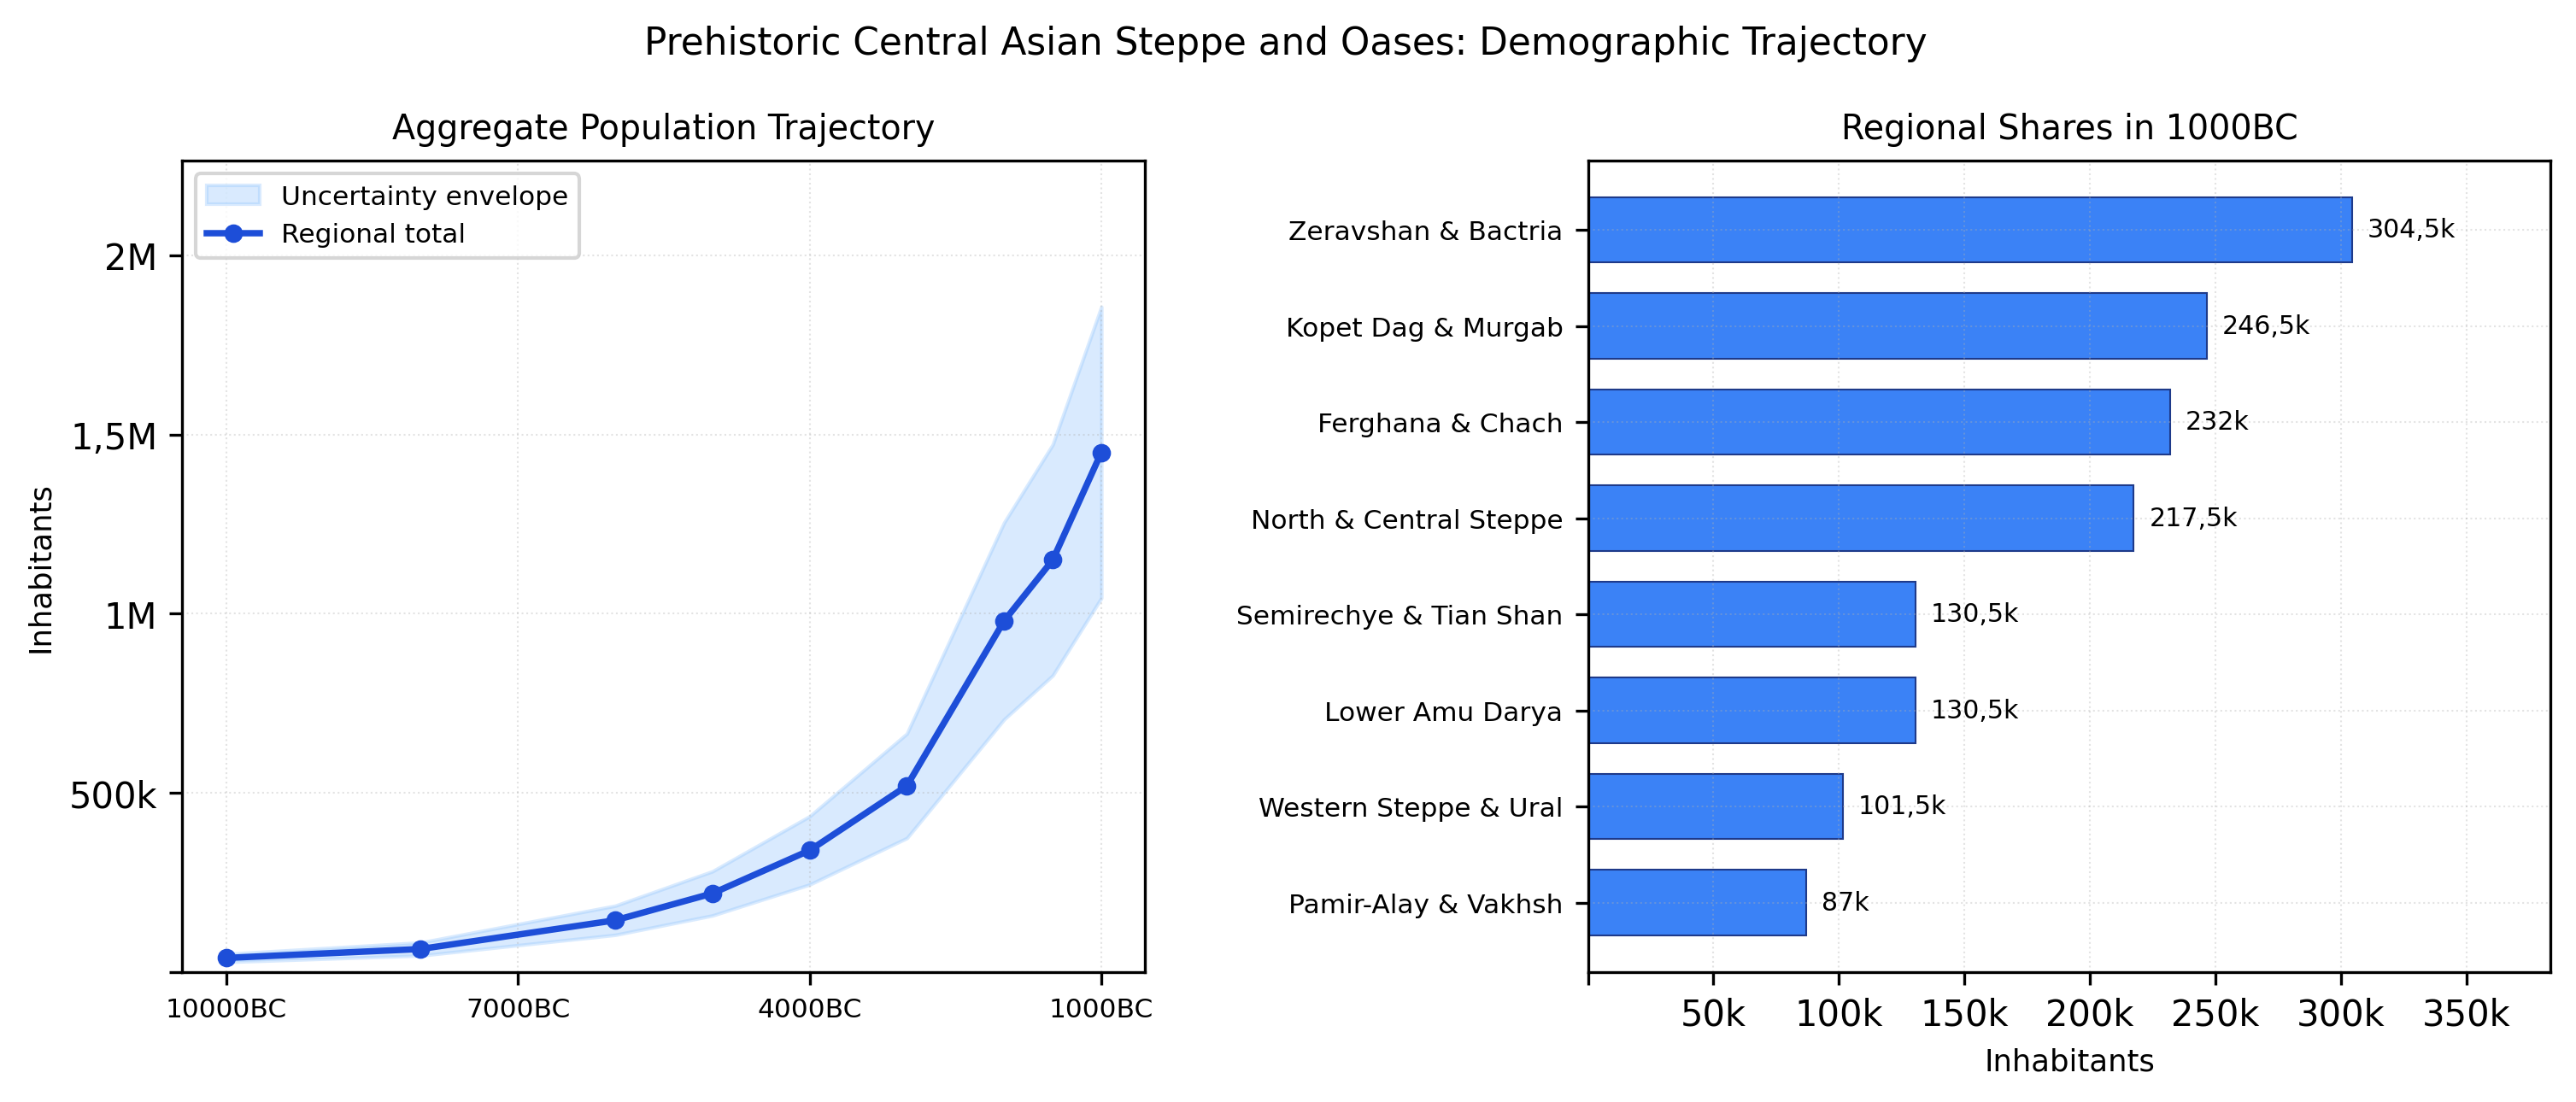 Prehistoric Central Asian Steppe and Oases: Demographic Trajectory
Aggregate Population Trajectory
Uncertainty envelope
Regional total
2M
1,5M
1M
500k
Inhabitants
10000BC
7000BC
4000BC
1000BC
Regional Shares in 1000BC
Zeravshan & Bactria
304,5k
Kopet Dag & Murgab
246,5k
Ferghana & Chach
232k
North & Central Steppe
217,5k
Semirechye & Tian Shan
130,5k
Lower Amu Darya
130,5k
Western Steppe & Ural
101,5k
Pamir-Alay & Vakhsh
87k
50k
100k
150k
200k
250k
300k
350k
Inhabitants